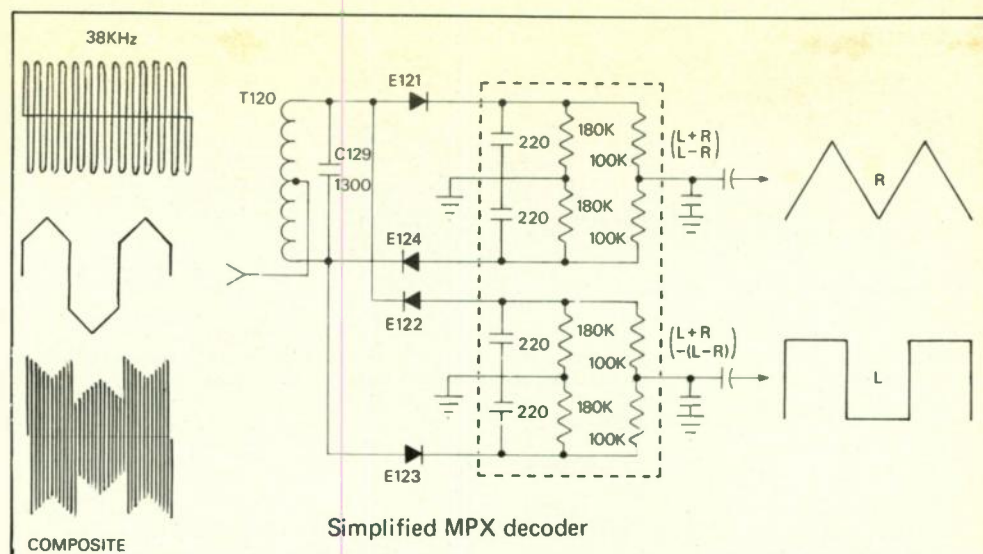 38KHz
COMPOSITE
T120
C129
1300
E121
E124
E122
E123
220
220
180K
100K
180K
100K
220
220
180K
100K
180K
100K
(L+R
L-R)
R
(L+R
-(L-R))
L
Simplified MPX decoder